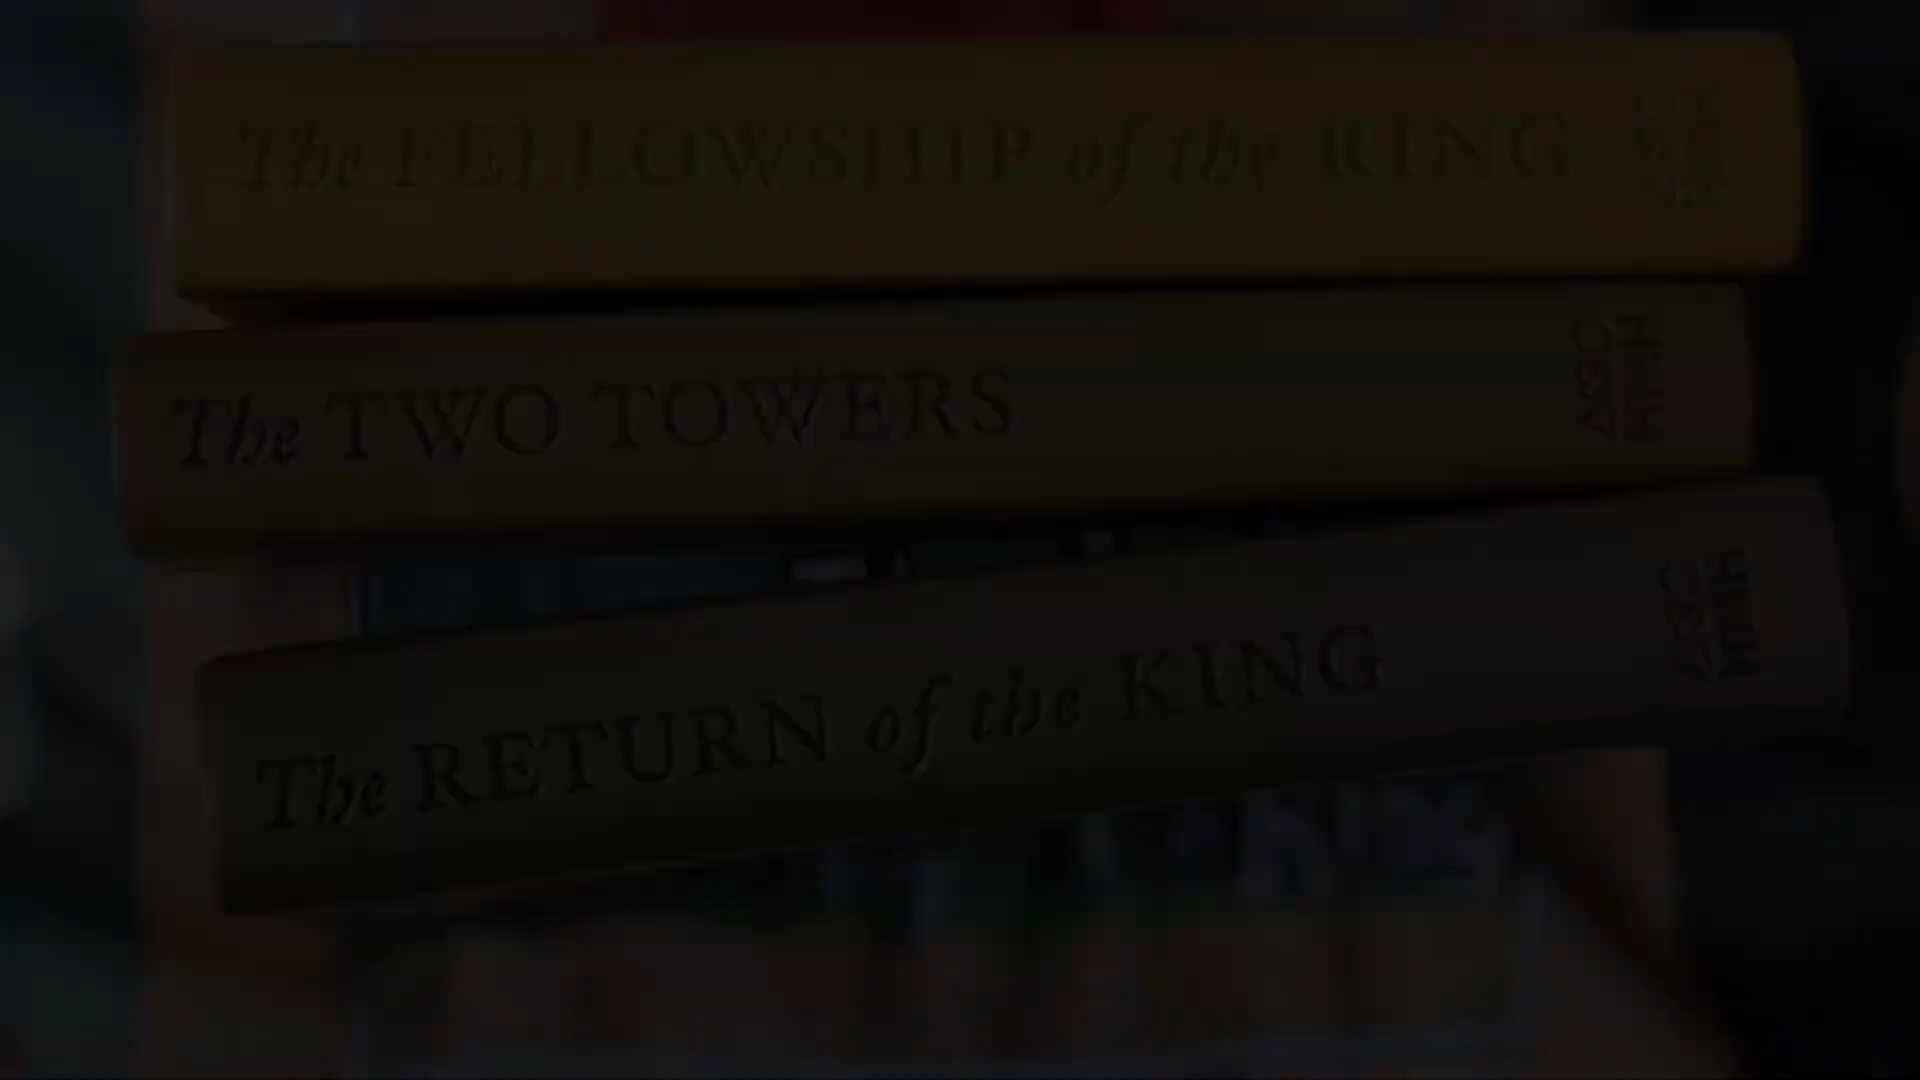 The FELLOWSHIP of the RING
The TWO TOWERS
The RETURN of the KING